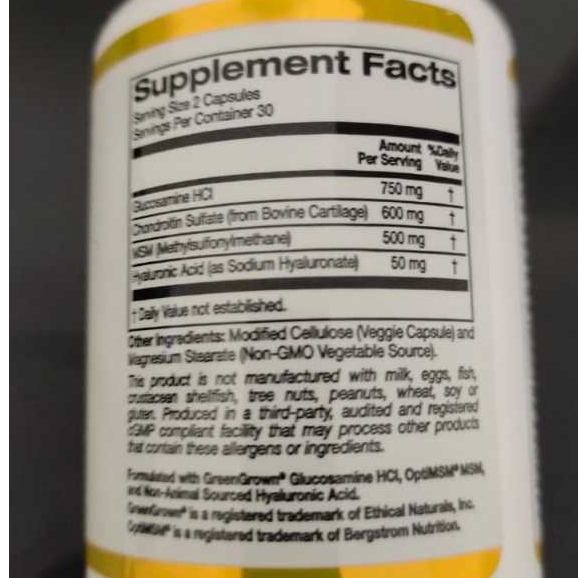 Supplement Facts
Serving Size 2 Capsules
Servings Per Container 30
Amount Per Serving %Daily Value
Glucosamine HCl 750 mg †
Chondroitin Sulfate (from Bovine Cartilage) 600 mg †
MSM (Methylsulfonylmethane) 500 mg †
Hyaluronic Acid (as Sodium Hyaluronate) 50 mg †
† Daily Value not established.
Other Ingredients: Modified Cellulose (Veggie Capsule) and
Magnesium Stearate (Non-GMO Vegetable Source).
This product is not manufactured with milk, eggs, fish,
crustacean shellfish, tree nuts, peanuts, wheat, soy or
gluten. Produced in a third-party, audited and registered
cGMP compliant facility that may process other products
that contain these allergens or ingredients.
Formulated with GreenGrown® Glucosamine HCl, OptiMSM® MSM,
and Non-Animal Sourced Hyaluronic Acid.
GreenGrown® is a registered trademark of Ethical Naturals, Inc.
OptiMSM® is a registered trademark of Bergstrom Nutrition.